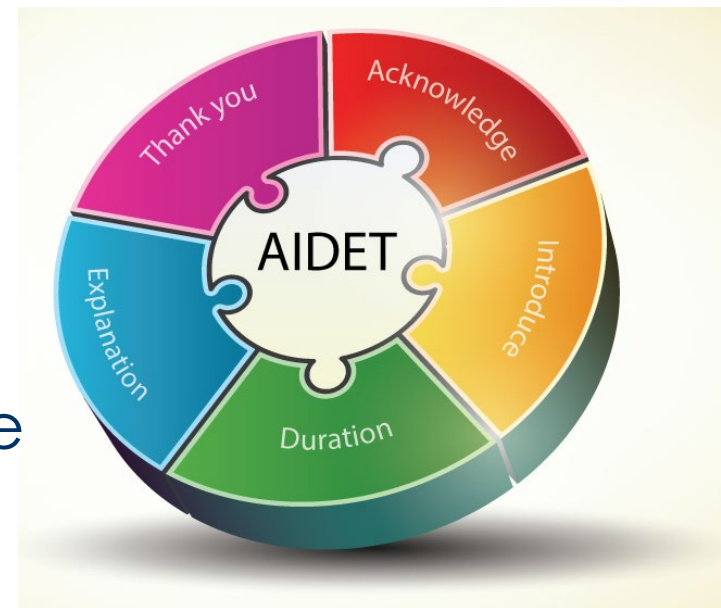 Acknowledge
Introduce
Duration
Explanation
Thank you
AIDET
e